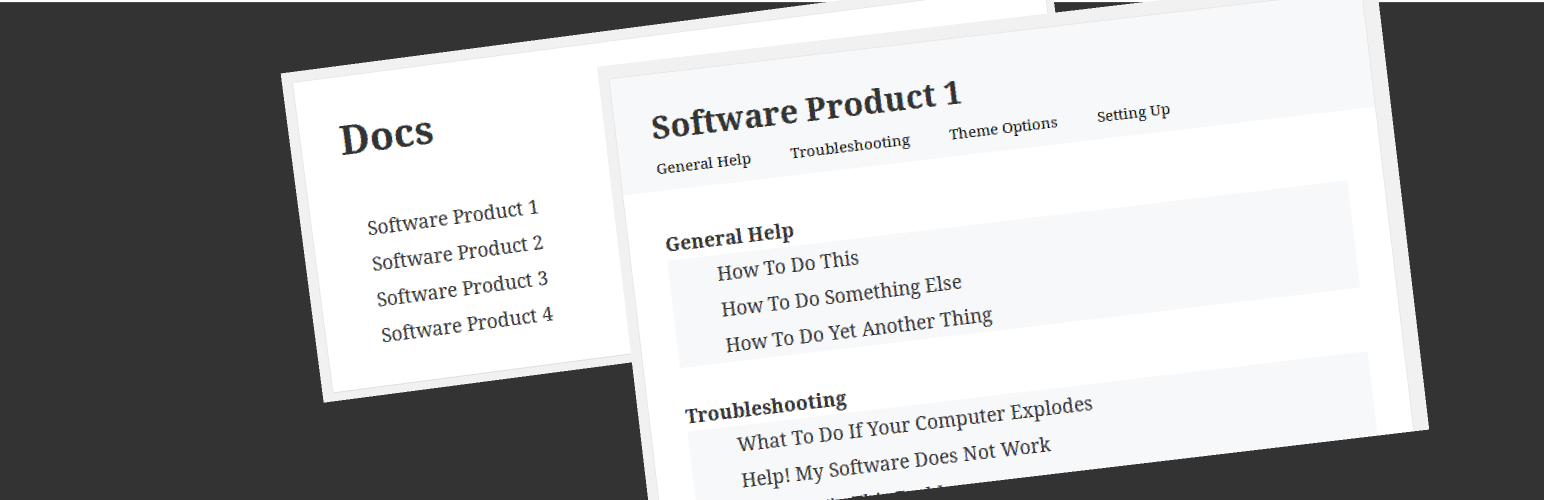 Docs
Software Product 1
Software Product 2
Software Product 3
Software Product 4
Software Product 1
General Help Troubleshooting Theme Options Setting Up
General Help
How To Do This
How To Do Something Else
How To Do Yet Another Thing
Troubleshooting
What To Do If Your Computer Explodes
Help! My Software Does Not Work